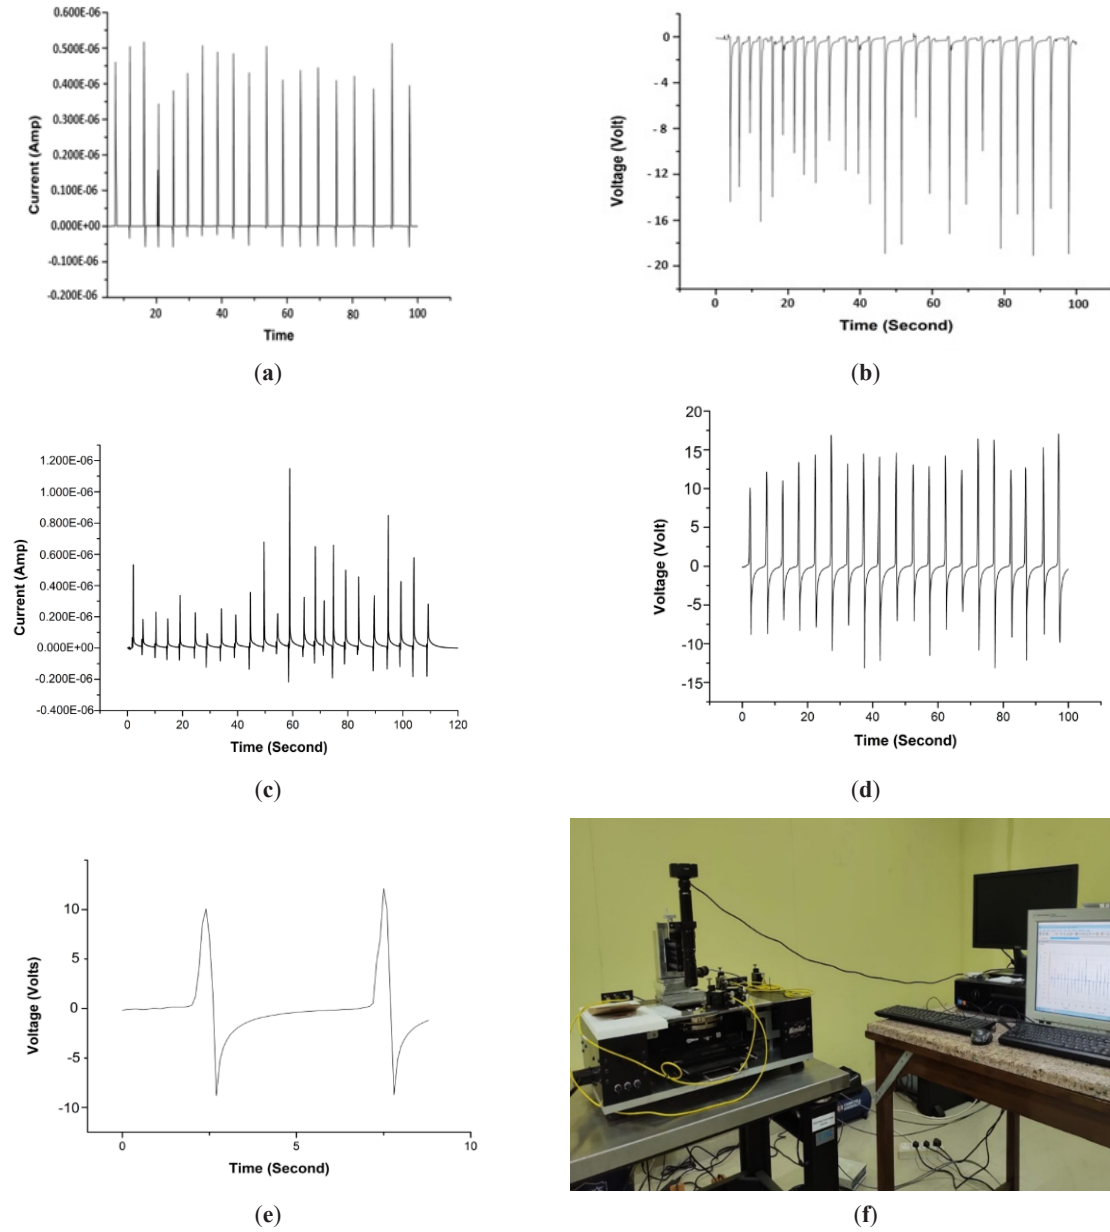 0.600E-06
0.500E-06
0.400E-06
0.300E-06
0.200E-06
0.100E-06
0.000E+00
-0.100E-06
-0.200E-06
Current (Amp)
20 40 60 80 100
Time
(a)
0
- 4
- 8
- 12
- 16
- 20
Voltage (Volt)
0 20 40 60 80 100
Time (Second)
(b)
1.200E-06
1.000E-06
0.800E-06
0.600E-06
0.400E-06
0.200E-06
0.000E+00
-0.200E-06
-0.400E-06
Current (Amp)
0 20 40 60 80 100 120
Time (Second)
(c)
20
15
10
5
0
-5
-10
-15
Voltage (Volt)
0 20 40 60 80 100
Time (Second)
(d)
10
5
0
-5
-10
Voltage (Volts)
0 5 10
Time (Second)
(e)
(f)